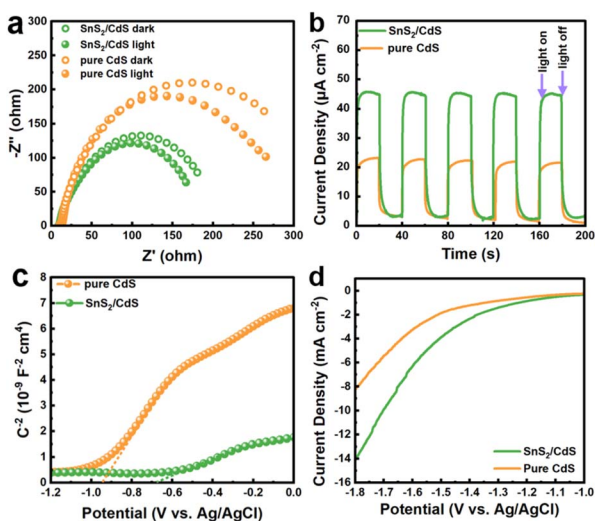 a
SnS₂/CdS dark
SnS₂/CdS light
pure CdS dark
pure CdS light
-Z'' (ohm)
300
250
200
150
100
50
0
0 50 100 150 200 250 300
Z' (ohm)
b
SnS₂/CdS
pure CdS
light on
light off
Current Density (μA cm⁻²)
70
60
50
40
30
20
10
0
0 40 80 120 160 200
Time (s)
c
pure CdS
SnS₂/CdS
C⁻² (10⁻⁹ F⁻² cm⁴)
8
7
6
5
4
3
2
1
0
-1.2 -1.0 -0.8 -0.6 -0.4 -0.2 0.0
Potential (V vs. Ag/AgCl)
d
Current Density (mA cm⁻²)
0
-2
-4
-6
-8
-10
-12
-14
-16
SnS₂/CdS
Pure CdS
-1.8 -1.7 -1.6 -1.5 -1.4 -1.3 -1.2 -1.1 -1.0
Potential (V vs. Ag/AgCl)